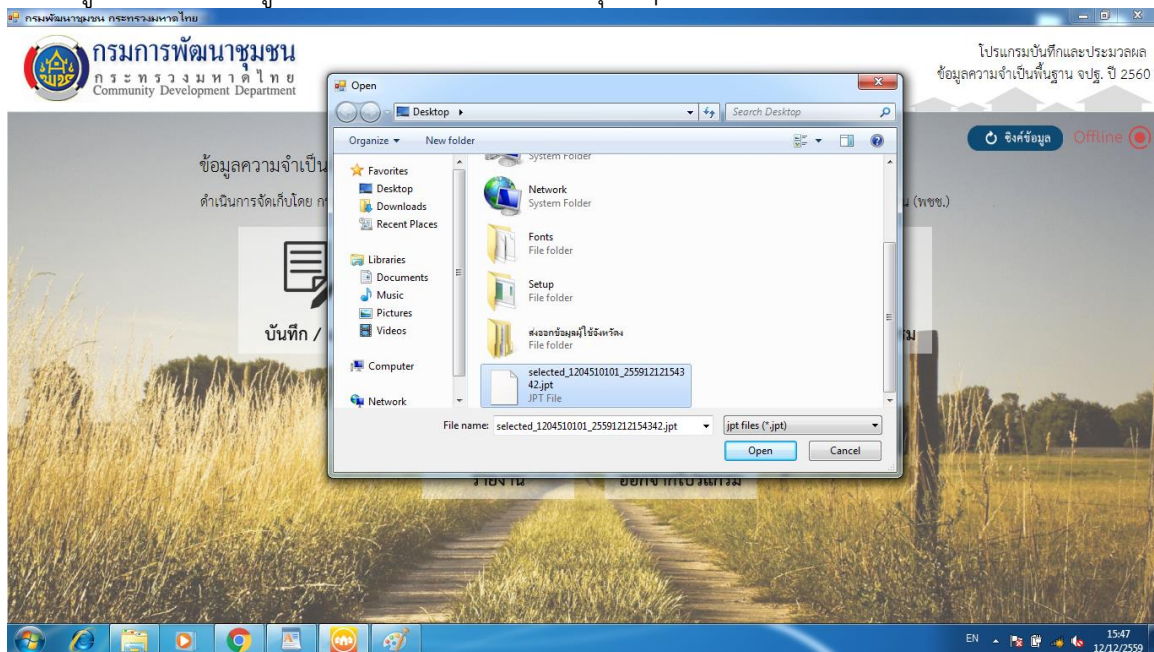 กรมพัฒนาชุมชน กระทรวงมหาดไทย
กรมการพัฒนาชุมชน
กระทรวงมหาดไทย
Community Development Department
โปรแกรมบันทึกและประมวลผล
ข้อมูลความจำเป็นพื้นฐาน จปฐ. ปี 2560
ซิงค์ข้อมูล
Offline
ข้อมูลความจำเป็น
ดำเนินการจัดเก็บโดย
(พชช.)
บันทึก /
รายงาน
ออกจากโปรแกรม
Open
Desktop
Search Desktop
Organize
New folder
Favorites
Desktop
Downloads
Recent Places
Libraries
Documents
Music
Pictures
Videos
Computer
Network
System Folder
Network
System Folder
Fonts
File folder
Setup
File folder
ส่งออกข้อมูลผู้ใช้จังหวัดง
File folder
selected_1204510101_255912121543
42.jpt
JPT File
File name: selected_1204510101_25591212154342.jpt
jpt files (*.jpt)
Open
Cancel
EN
15:47
12/12/2559